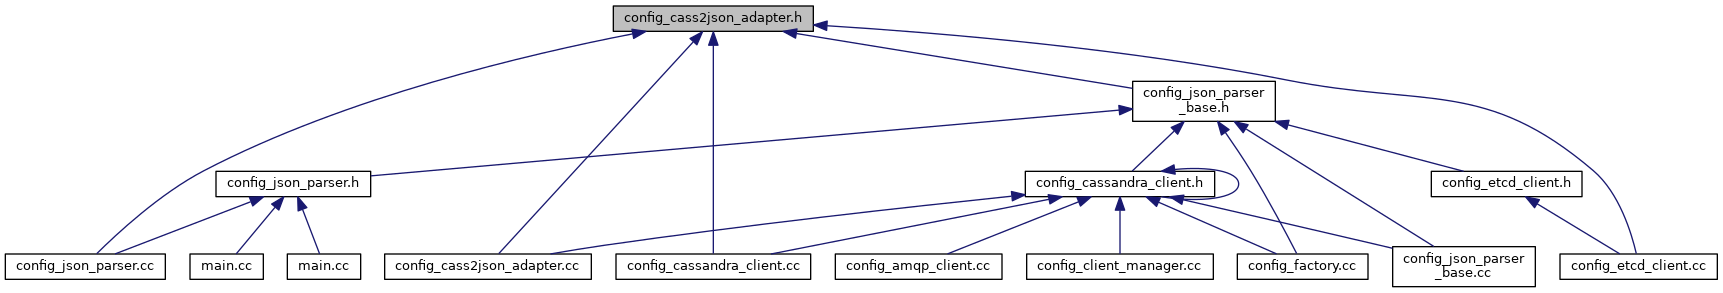 config_cass2json_adapter.h
config_json_parser
_base.h
config_json_parser.h
config_cassandra_client.h
config_etcd_client.h
config_json_parser.cc
main.cc
main.cc
config_cass2json_adapter.cc
config_cassandra_client.cc
config_amqp_client.cc
config_client_manager.cc
config_factory.cc
config_json_parser
_base.cc
config_etcd_client.cc